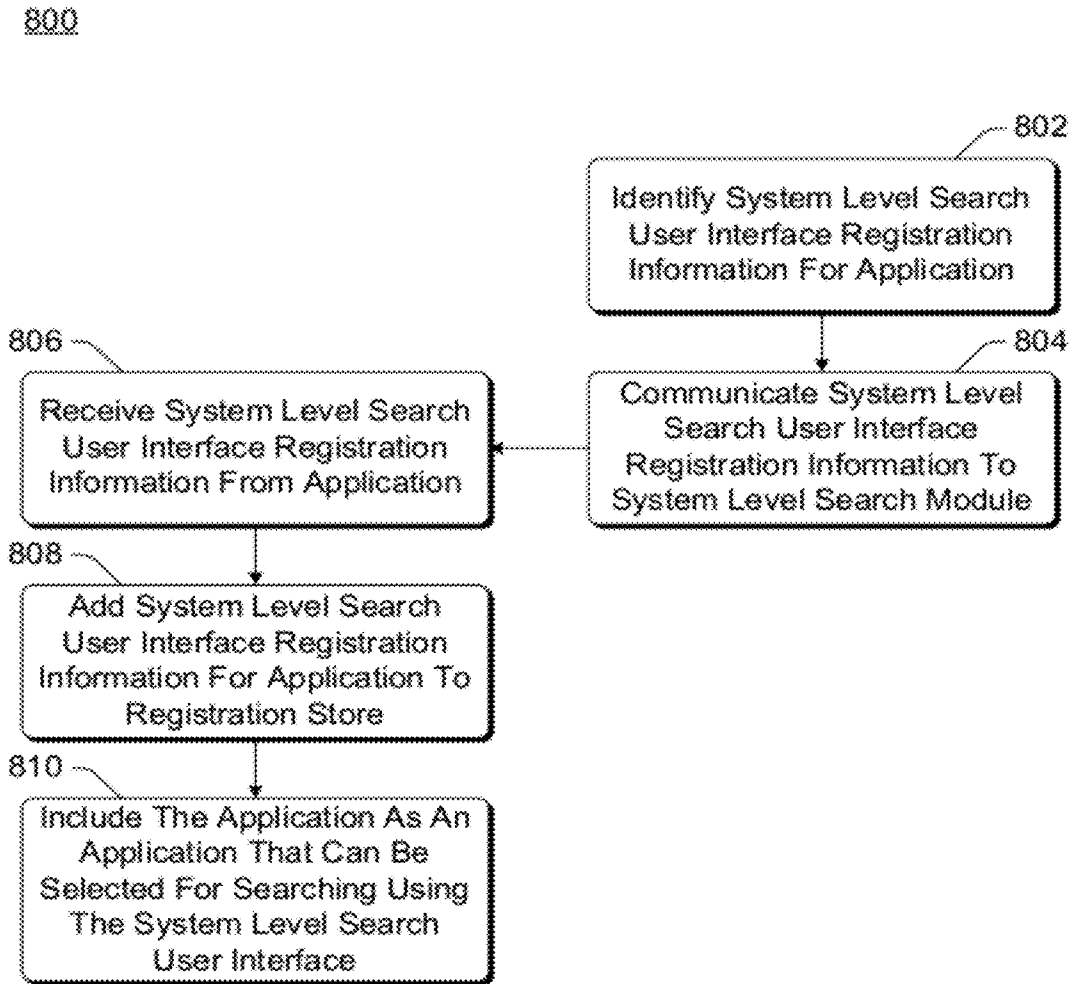 800
802
Identify System Level Search
User Interface Registration
Information For Application
804
Communicate System Level
Search User Interface
Registration Information To
System Level Search Module
806
Receive System Level Search
User Interface Registration
Information From Application
808
Add System Level Search
User Interface Registration
Information For Application To
Registration Store
810
Include The Application As An
Application That Can Be
Selected For Searching Using
The System Level Search
User Interface